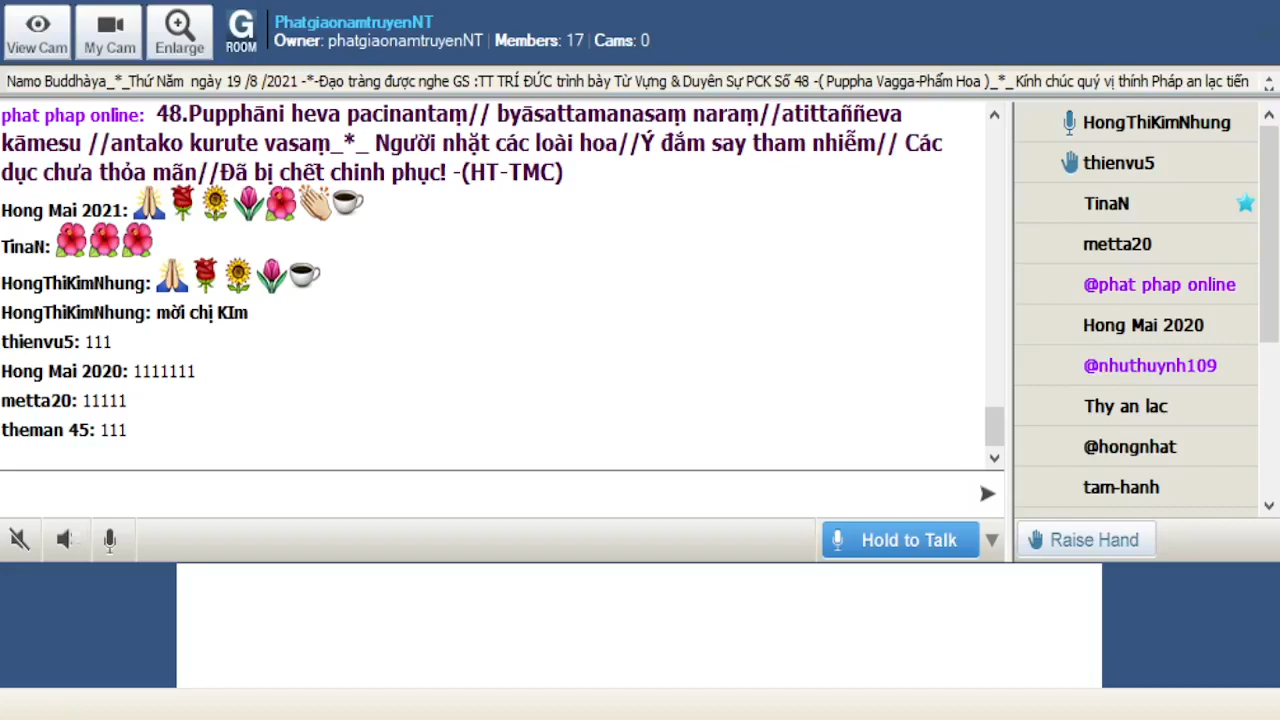 View Cam
My Cam
Enlarge
G
ROOM
PhatgiaonamtruyenNT
Owner: phatgiaonamtruyenNT | Members: 17 | Cams: 0
Namo Buddhàya_*_Thứ Năm ngày 19 /8 /2021 -*-Đạo tràng được nghe GS :TT TRÍ ĐỨC trình bày Từ Vựng & Duyên Sự PCK Số 48 -( Puppha Vagga-Phẩm Hoa )_*_Kính chúc quý vị thính Pháp an lạc tiến
phat phap online: 48.Pupphāni heva pacinantaṃ// byāsattamanasaṃ naraṃ//atittaññeva
kāmesu //antako kurute vasaṃ_*_ Người nhặt các loài hoa//Ý đắm say tham nhiễm// Các
dục chưa thỏa mãn//Đã bị chết chinh phục! -(HT-TMC)
Hong Mai 2021:
TinaN:
HongThiKimNhung:
HongThiKimNhung: mời chị KIm
thienvu5: 111
Hong Mai 2020: 1111111
metta20: 11111
theman 45: 111
HongThiKimNhung
thienvu5
TinaN
metta20
@phat phap online
Hong Mai 2020
@nhuthuynh109
Thy an lac
@hongnhat
tam-hanh
Hold to Talk
Raise Hand